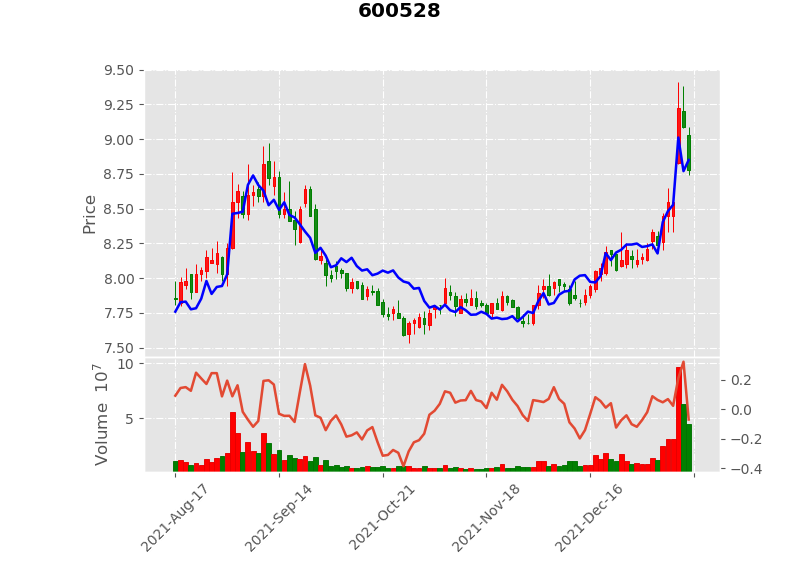 600528
9.50
9.25
9.00
8.75
8.50
8.25
8.00
7.75
7.50
Price
10
5
Volume 10^7
0.2
0.0
−0.2
−0.4
2021-Aug-17
2021-Sep-14
2021-Oct-21
2021-Nov-18
2021-Dec-16